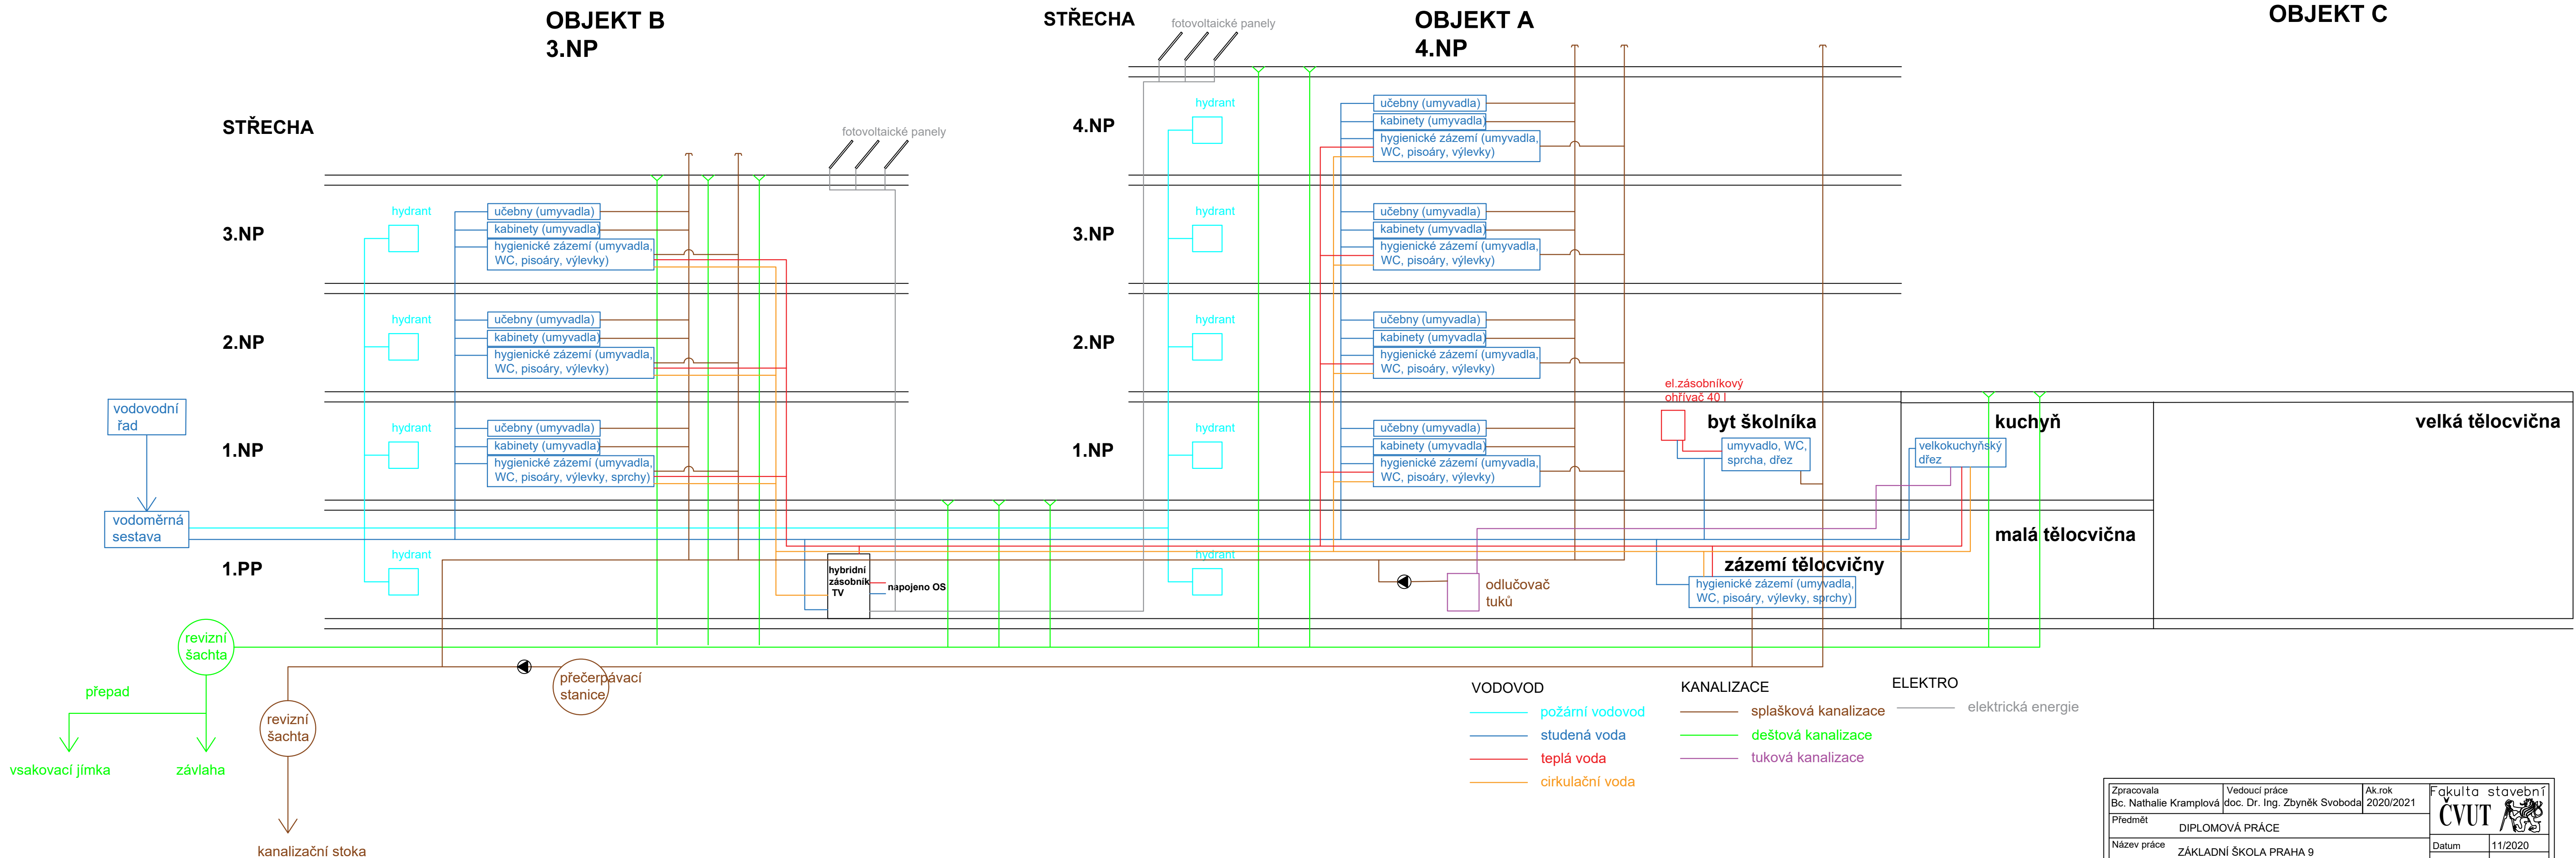 OBJEKT B
3.NP
STŘECHA
fotovoltaické panely
OBJEKT A
4.NP
OBJEKT C
STŘECHA
fotovoltaické panely
3.NP
hydrant
učebny (umyvadla)
kabinety (umyvadla)
hygienické zázemí (umyvadla,
WC, pisoáry, výlevky)
2.NP
hydrant
učebny (umyvadla)
kabinety (umyvadla)
hygienické zázemí (umyvadla,
WC, pisoáry, výlevky)
1.NP
hydrant
učebny (umyvadla)
kabinety (umyvadla)
hygienické zázemí (umyvadla,
WC, pisoáry, výlevky, sprchy)
1.PP
hydrant
hybridní
zásobník
TV
napojeno OS
vodovodní
řad
vodoměrná
sestava
4.NP
hydrant
učebny (umyvadla)
kabinety (umyvadla)
hygienické zázemí (umyvadla,
WC, pisoáry, výlevky)
3.NP
hydrant
učebny (umyvadla)
kabinety (umyvadla)
hygienické zázemí (umyvadla,
WC, pisoáry, výlevky)
2.NP
hydrant
učebny (umyvadla)
kabinety (umyvadla)
hygienické zázemí (umyvadla,
WC, pisoáry, výlevky)
1.NP
hydrant
učebny (umyvadla)
kabinety (umyvadla)
hygienické zázemí (umyvadla,
WC, pisoáry, výlevky)
el.zásobníkový
ohřívač 40 l
byt školníka
umyvadlo, WC,
sprcha, dřez
kuchyň
velkokuchyňský
dřez
velká tělocvična
malá tělocvična
hydrant
odlučovač
tuků
zázemí tělocvičny
hygienické zázemí (umyvadla,
WC, pisoáry, výlevky, sprchy)
revizní
šachta
přepad
vsakovací jímka
závlaha
revizní
šachta
kanalizační stoka
přečerpávací
stanice
VODOVOD
požární vodovod
studená voda
teplá voda
cirkulační voda
KANALIZACE
splašková kanalizace
deštová kanalizace
tuková kanalizace
ELEKTRO
elektrická energie
Zpracovala
Bc. Nathalie Kramplová
Vedoucí práce
doc. Dr. Ing. Zbyněk Svoboda
Ak.rok
2020/2021
Fakulta stavební
ČVUT
Předmět
DIPLOMOVÁ PRÁCE
Název práce
ZÁKLADNÍ ŠKOLA PRAHA 9
Datum
11/2020